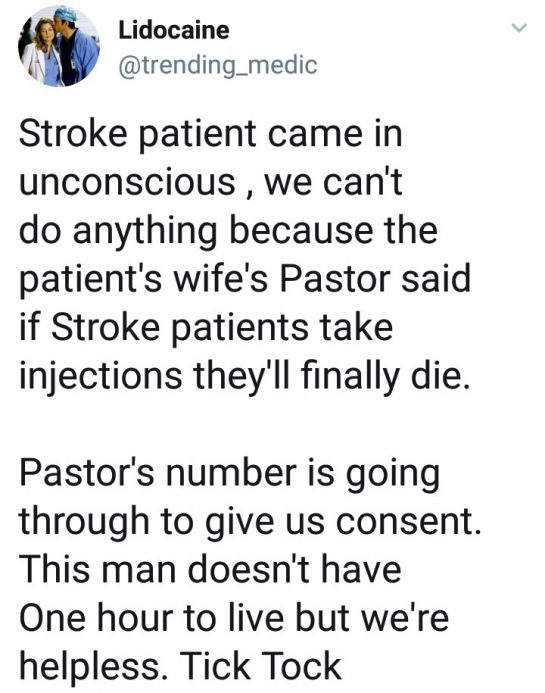 Lidocaine
@trending_medic
Stroke patient came in
unconscious , we can't
do anything because the
patient's wife's Pastor said
if Stroke patients take
injections they'll finally die.
Pastor's number is going
through to give us consent.
This man doesn't have
One hour to live but we're
helpless. Tick Tock